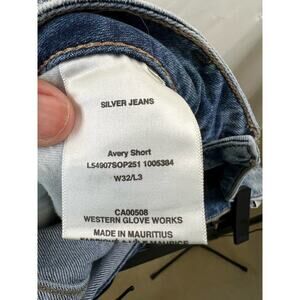 SILVER JEANS
Avery Short
L54907SOP251 1005384
W32/L3
CA00508
WESTERN GLOVE WORKS
MADE IN MAURITIUS